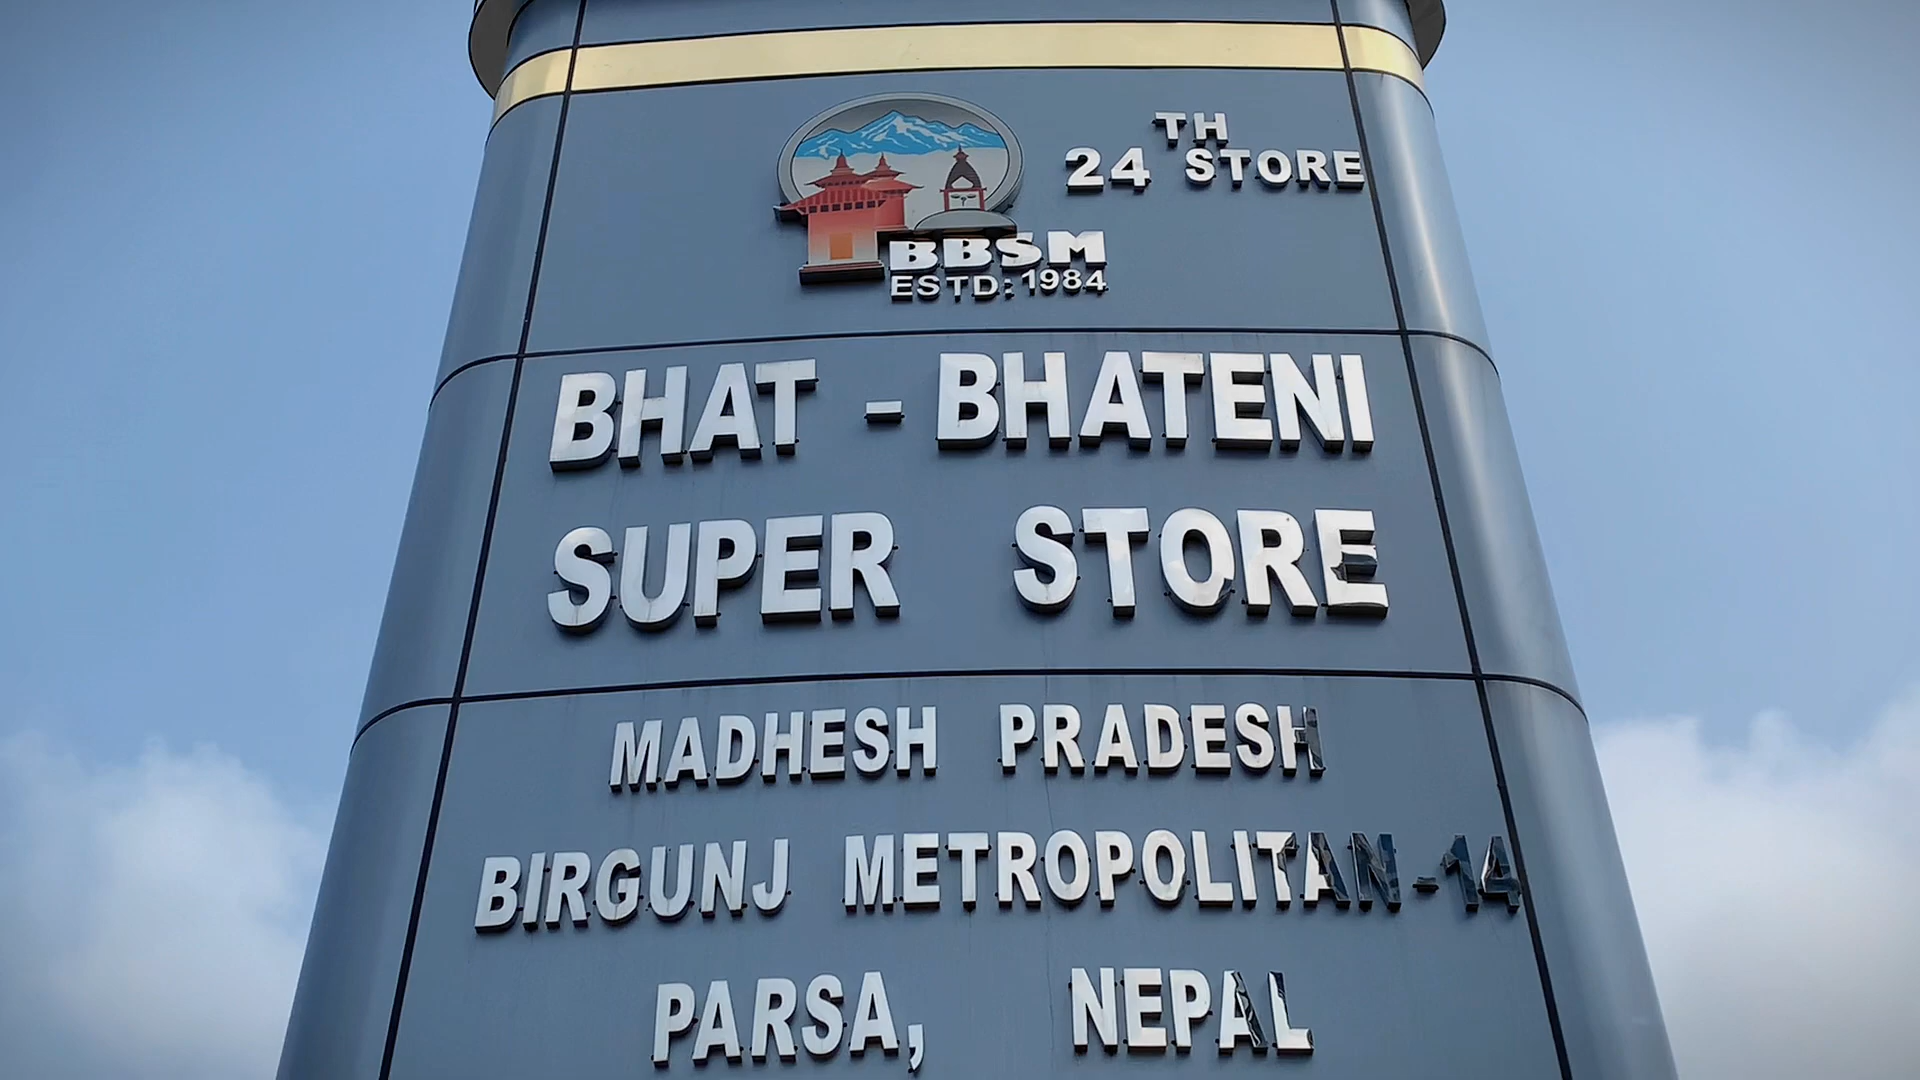 TH
24 STORE
BBSM
ESTD: 1984
BHAT - BHATENI
SUPER STORE
MADHESH PRADESH
BIRGUNJ METROPOLITAN-14
PARSA, NEPAL